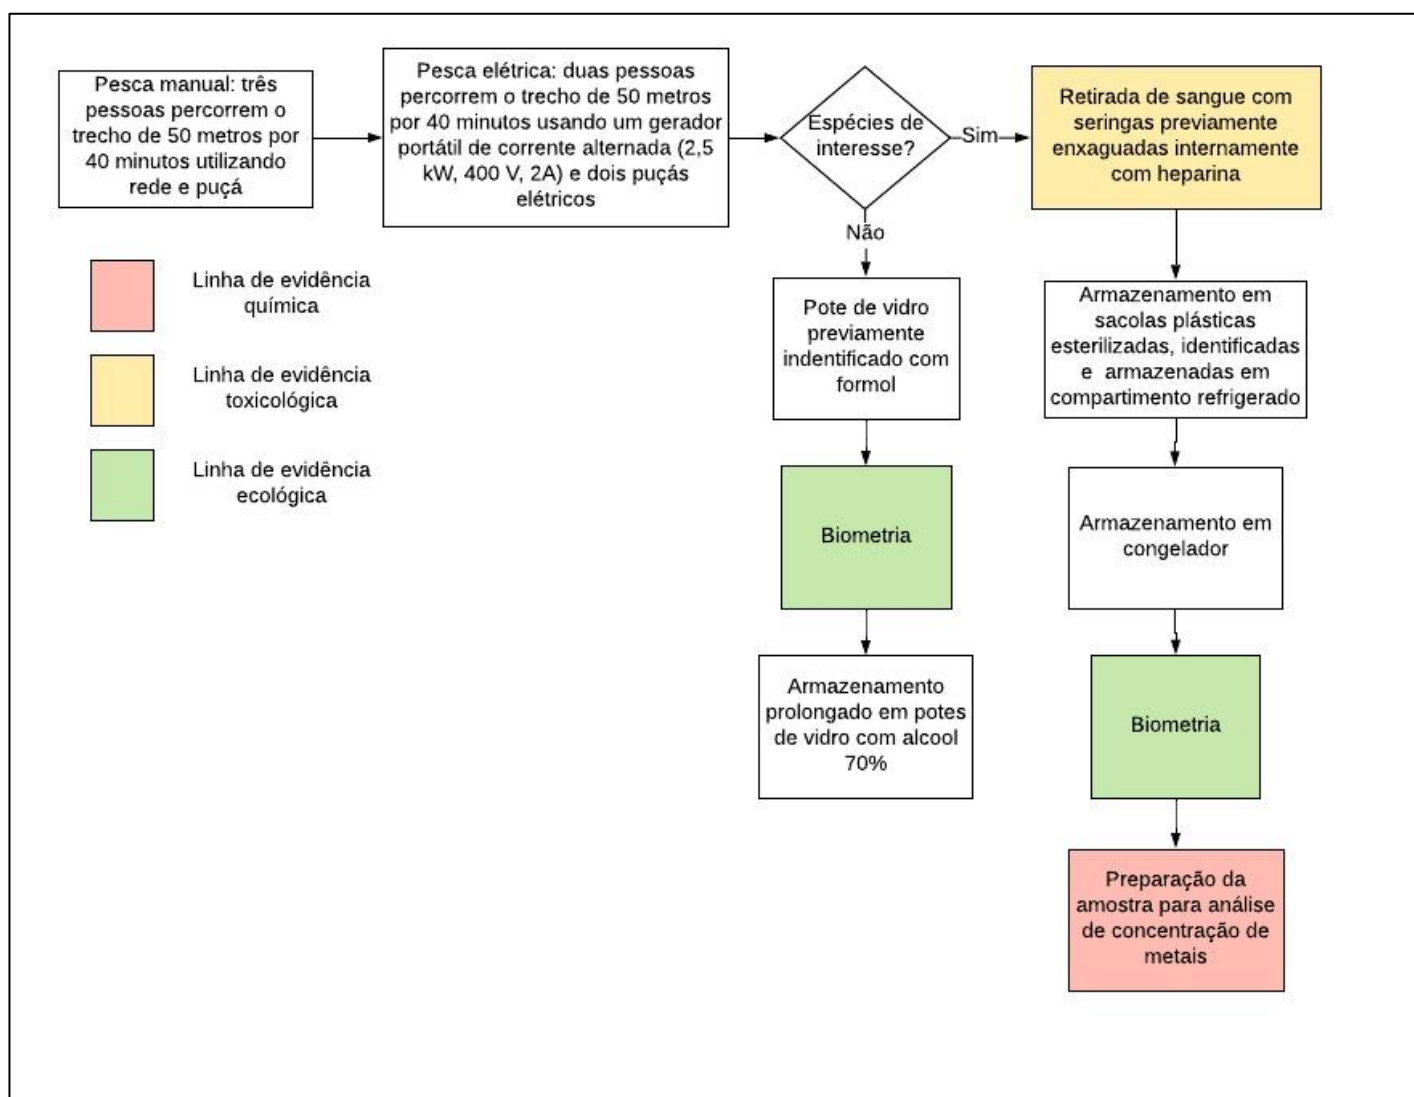 Pesca manual: três
pessoas percorrem o
trecho de 50 metros por
40 minutos utilizando
rede e puçá
Pesca elétrica: duas pessoas
percorrem o trecho de 50 metros
por 40 minutos usando um gerador
portátil de corrente alternada (2,5
kW, 400 V, 2A) e dois puçás
elétricos
Espécies de
interesse?
Sim
Retirada de sangue com
seringas previamente
enxaguadas internamente
com heparina
Não
Linha de evidência
química
Linha de evidência
toxicológica
Linha de evidência
ecológica
Pote de vidro
previamente
indentificado com
formol
Armazenamento em
sacolas plásticas
esterilizadas, identificadas
e armazenadas em
compartimento refrigerado
Biometria
Armazenamento em
congelador
Armazenamento
prolongado em potes
de vidro com alcool
70%
Biometria
Preparação da
amostra para análise
de concentração de
metais